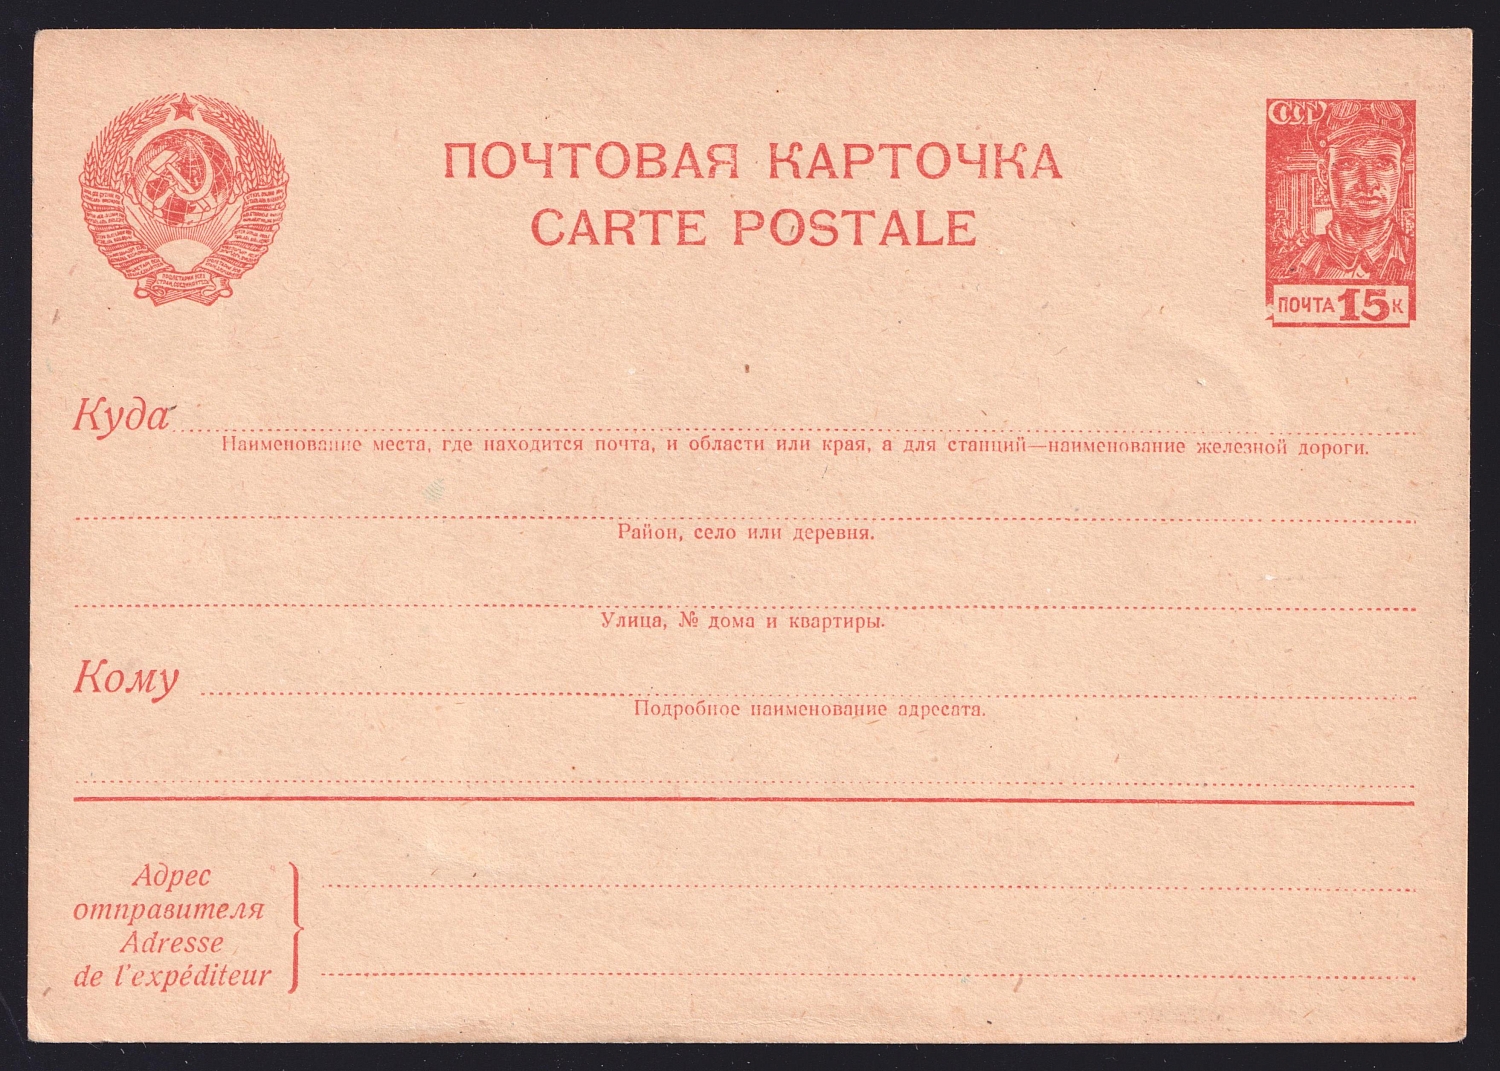 ПОЧТОВАЯ КАРТОЧКА
CARTE POSTALE
СССР
ПОЧТА 15 К
Куда
Наименование места, где находится почта, и области или края, а для станций—наименование железной дороги.
Район, село или деревня.
Улица, № дома и квартиры.
Кому
Подробное наименование адресата.
Адрес
отправителя
Adresse
de l'expéditeur